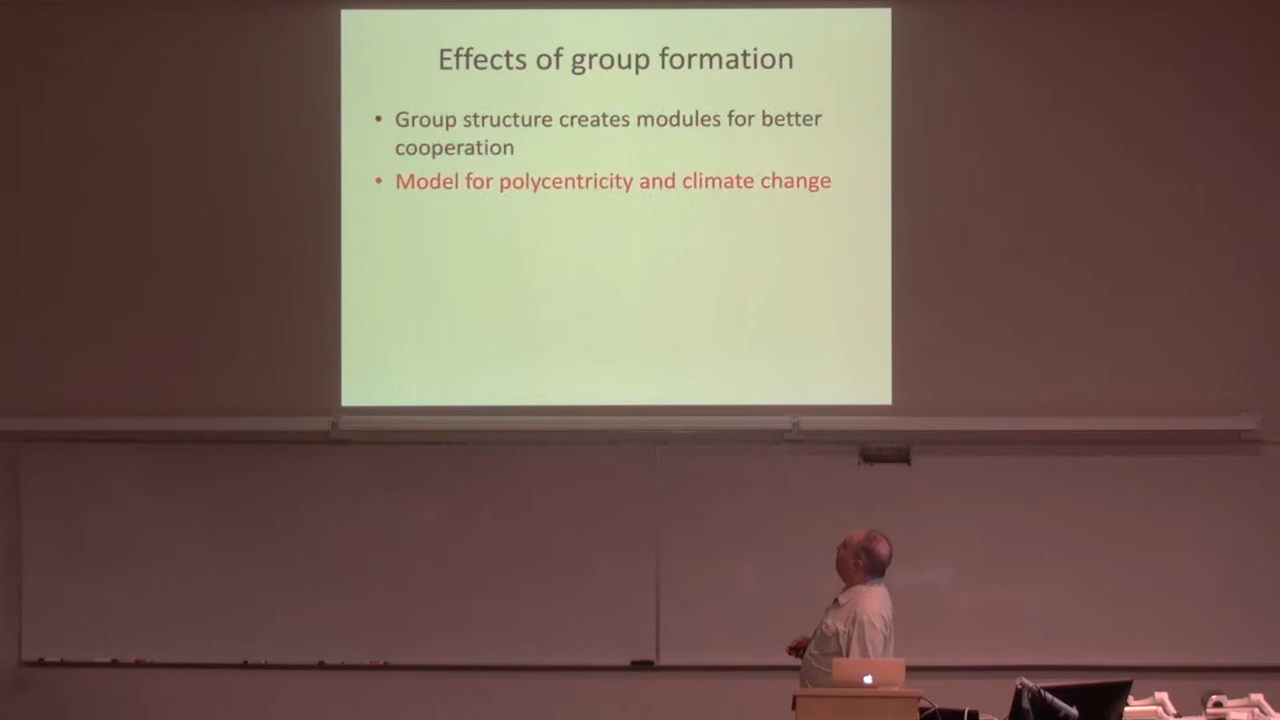 Effects of group formation
• Group structure creates modules for better
cooperation
• Model for polycentricity and climate change